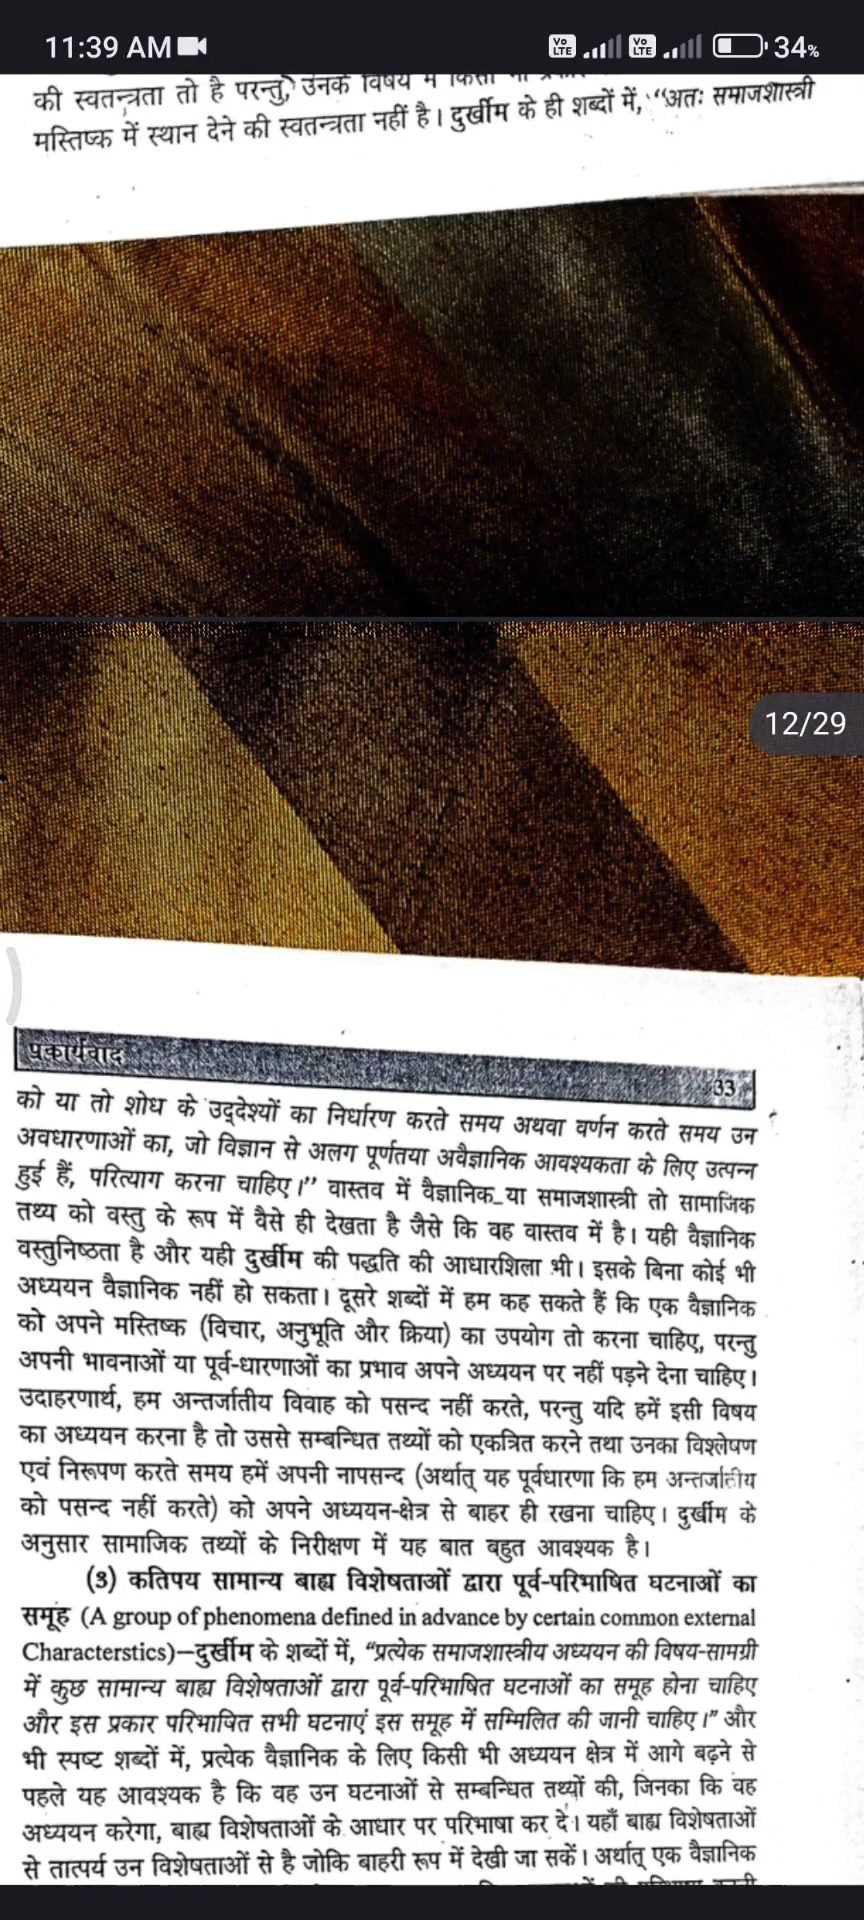 11:39 AM
Vo LTE Vo LTE 34%
की स्वतन्त्रता तो है परन्तु, उनके विषय में किसी भी
मस्तिष्क में स्थान देने की स्वतन्त्रता नहीं है। दुर्खीम के ही शब्दों में, “अतः समाजशास्त्री
12/29
प्रकार्यवाद 33
को या तो शोध के उद्देश्यों का निर्धारण करते समय अथवा वर्णन करते समय उन
अवधारणाओं का, जो विज्ञान से अलग पूर्णतया अवैज्ञानिक आवश्यकता के लिए उत्पन्न
हुई हैं, परित्याग करना चाहिए।” वास्तव में वैज्ञानिक या समाजशास्त्री तो सामाजिक
तथ्य को वस्तु के रूप में वैसे ही देखता है जैसे कि वह वास्तव में है। यही वैज्ञानिक
वस्तुनिष्ठता है और यही दुर्खीम की पद्धति की आधारशिला भी। इसके बिना कोई भी
अध्ययन वैज्ञानिक नहीं हो सकता। दूसरे शब्दों में हम कह सकते हैं कि एक वैज्ञानिक
को अपने मस्तिष्क (विचार, अनुभूति और क्रिया) का उपयोग तो करना चाहिए, परन्तु
अपनी भावनाओं या पूर्व-धारणाओं का प्रभाव अपने अध्ययन पर नहीं पड़ने देना चाहिए।
उदाहरणार्थ, हम अन्तर्जातीय विवाह को पसन्द नहीं करते, परन्तु यदि हमें इसी विषय
का अध्ययन करना है तो उससे सम्बन्धित तथ्यों को एकत्रित करने तथा उनका विश्लेषण
एवं निरूपण करते समय हमें अपनी नापसन्द (अर्थात् यह पूर्वधारणा कि हम अन्तर्जातीय
को पसन्द नहीं करते) को अपने अध्ययन-क्षेत्र से बाहर ही रखना चाहिए। दुर्खीम के
अनुसार सामाजिक तथ्यों के निरीक्षण में यह बात बहुत आवश्यक है।
(3) कतिपय सामान्य बाह्य विशेषताओं द्वारा पूर्व-परिभाषित घटनाओं का
समूह (A group of phenomena defined in advance by certain common external
Characterstics)—दुर्खीम के शब्दों में, “प्रत्येक समाजशास्त्रीय अध्ययन की विषय-सामग्री
में कुछ सामान्य बाह्य विशेषताओं द्वारा पूर्व-परिभाषित घटनाओं का समूह होना चाहिए
और इस प्रकार परिभाषित सभी घटनाएं इस समूह में सम्मिलित की जानी चाहिए।” और
भी स्पष्ट शब्दों में, प्रत्येक वैज्ञानिक के लिए किसी भी अध्ययन क्षेत्र में आगे बढ़ने से
पहले यह आवश्यक है कि वह उन घटनाओं से सम्बन्धित तथ्यों की, जिनका कि वह
अध्ययन करेगा, बाह्य विशेषताओं के आधार पर परिभाषा कर दे। यहाँ बाह्य विशेषताओं
से तात्पर्य उन विशेषताओं से है जोकि बाहरी रूप में देखी जा सकें। अर्थात् एक वैज्ञानिक